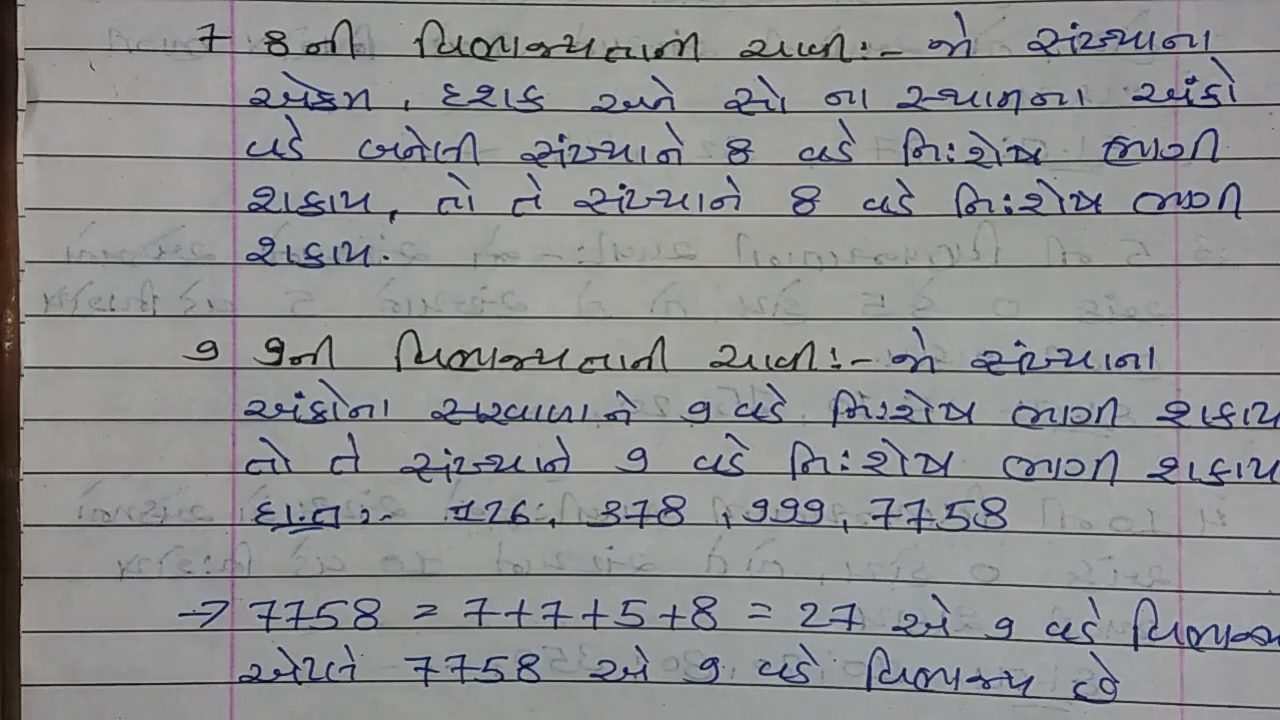 7 8ની વિભાજ્યતાની ચાવી:- જો સંખ્યાના
એકમ, દશક અને સો ના સ્થાનના અંકો
વડે બનેલી સંખ્યાને 8 વડે નિ:શેષ ભાગી
શકાય, તો તે સંખ્યાને 8 વડે નિ:શેષ ભાગી
શકાય.
9 9ની વિભાજ્યતાની ચાવી:- જો સંખ્યાના
અંકોના સરવાળાને 9 વડે નિ:શેષ ભાગી શકાય
તો તે સંખ્યાને 9 વડે નિ:શેષ ભાગી શકાય
દા.ત:- 126, 378, 999, 7758
→ 7758 = 7+7+5+8 = 27 એ 9 વડે વિભાજ્ય
એટલે 7758 એ 9 વડે વિભાજ્ય છે